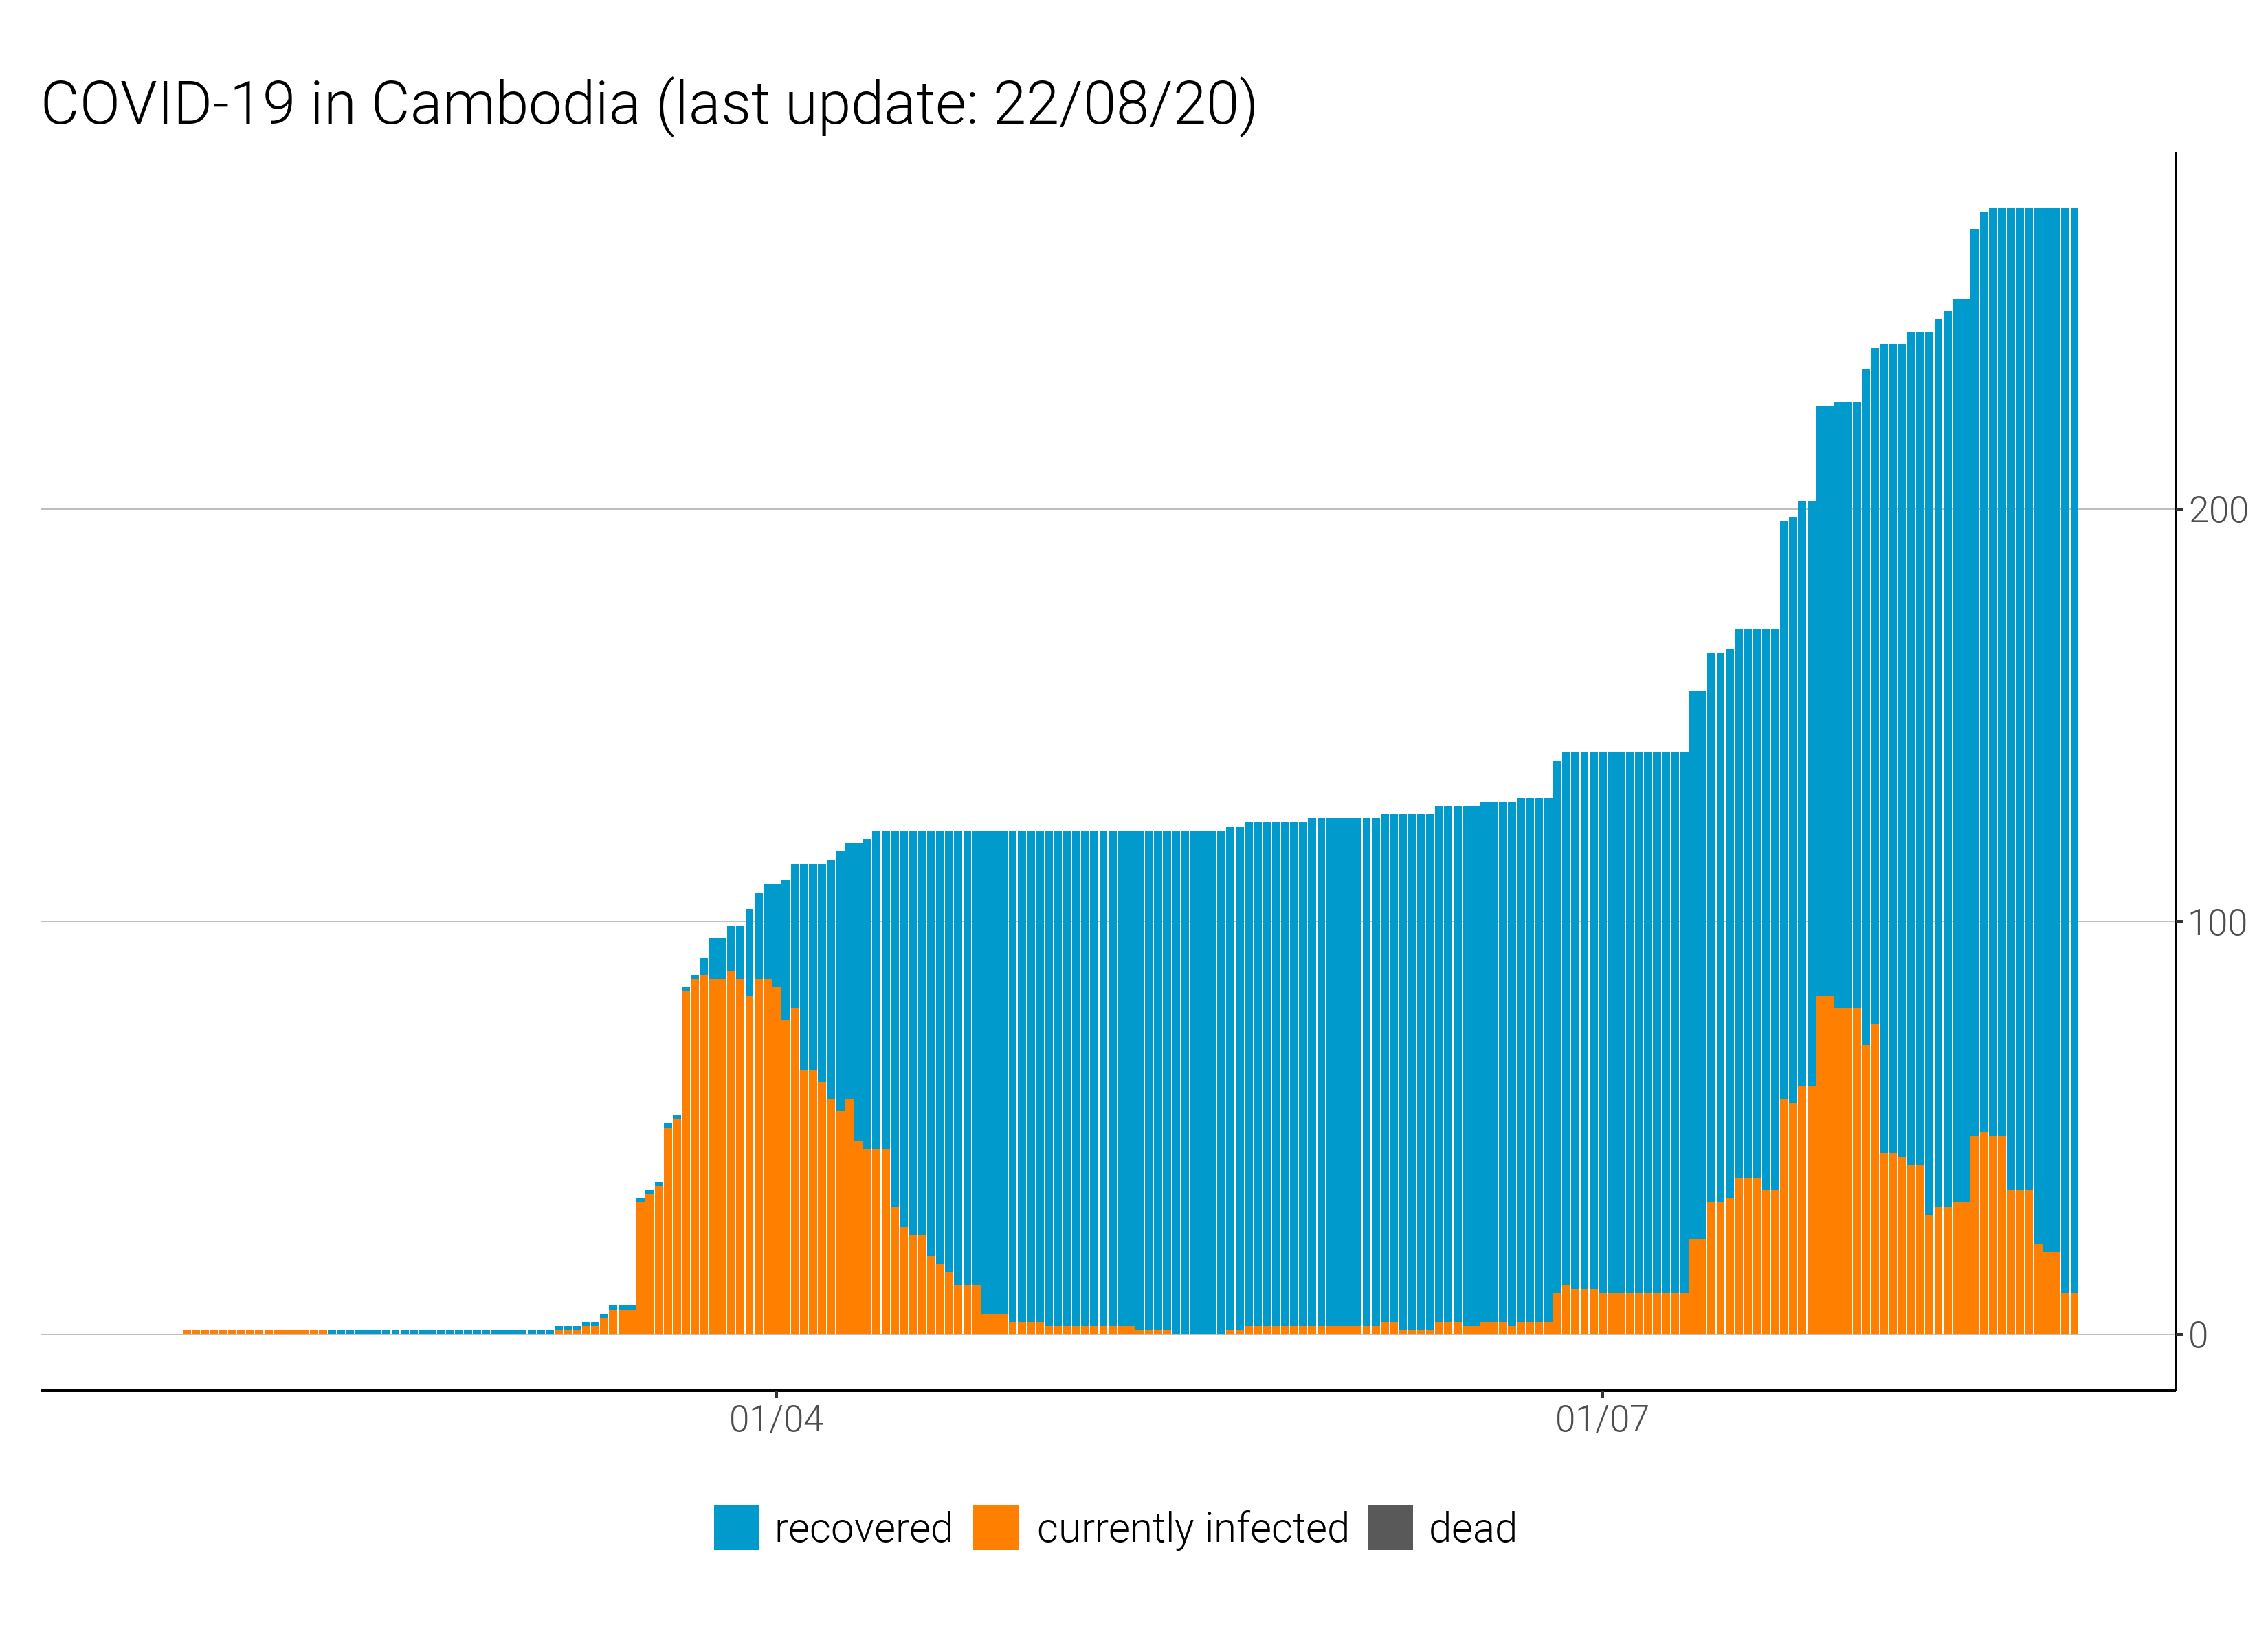 COVID-19 in Cambodia (last update: 22/08/20)
200
100
0
01/04 01/07
recovered currently infected dead